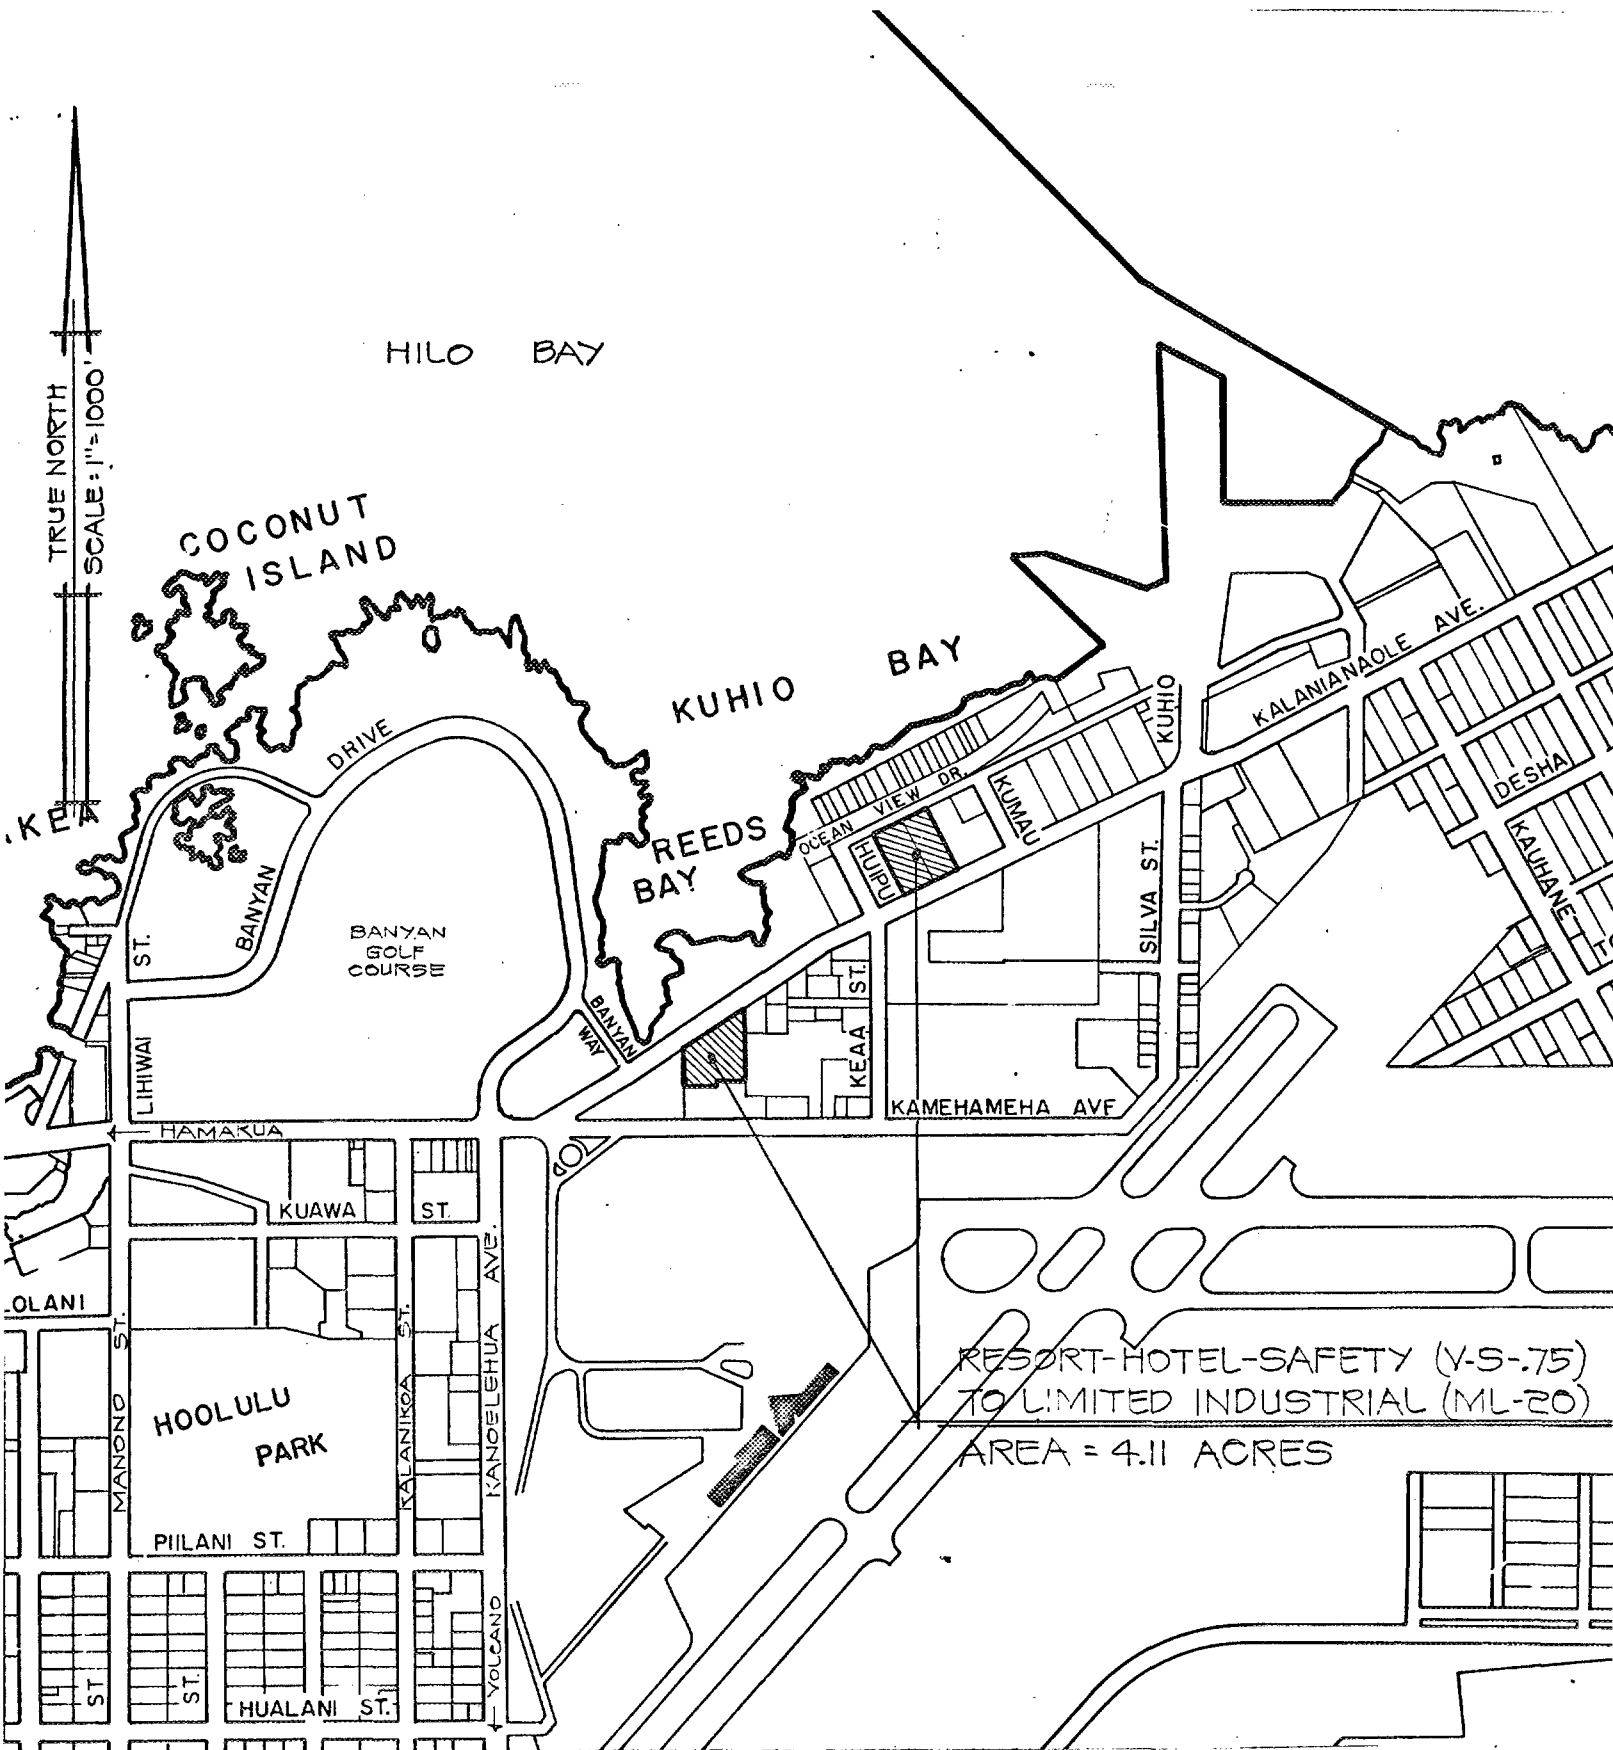 HILO BAY
TRUE NORTH
SCALE: 1"=1000'
COCONUT
ISLAND
KUHIO BAY
REEDS
BAY
BANYAN DRIVE
BANYAN
GOLF
COURSE
LIHIWAI ST.
BANYAN
WAY
OCEAN VIEW DR.
HUIPU
KUMAU
KUHIO
KALANIANAOLE AVE.
DESHA
KAUHANE
SILVA ST.
KEAA ST.
KAMEHAMEHA AVE
HAMAKUA
KUAWA ST.
OLANI
MANONO ST.
HOOLULU
PARK
KALANIKOA ST.
KANOELEHUA AVE.
PIILANI ST.
VOLCANO
ST.
ST.
HUALANI ST.
RESORT-HOTEL-SAFETY (V-S-.75)
TO LIMITED INDUSTRIAL (ML-20)
AREA = 4.11 ACRES